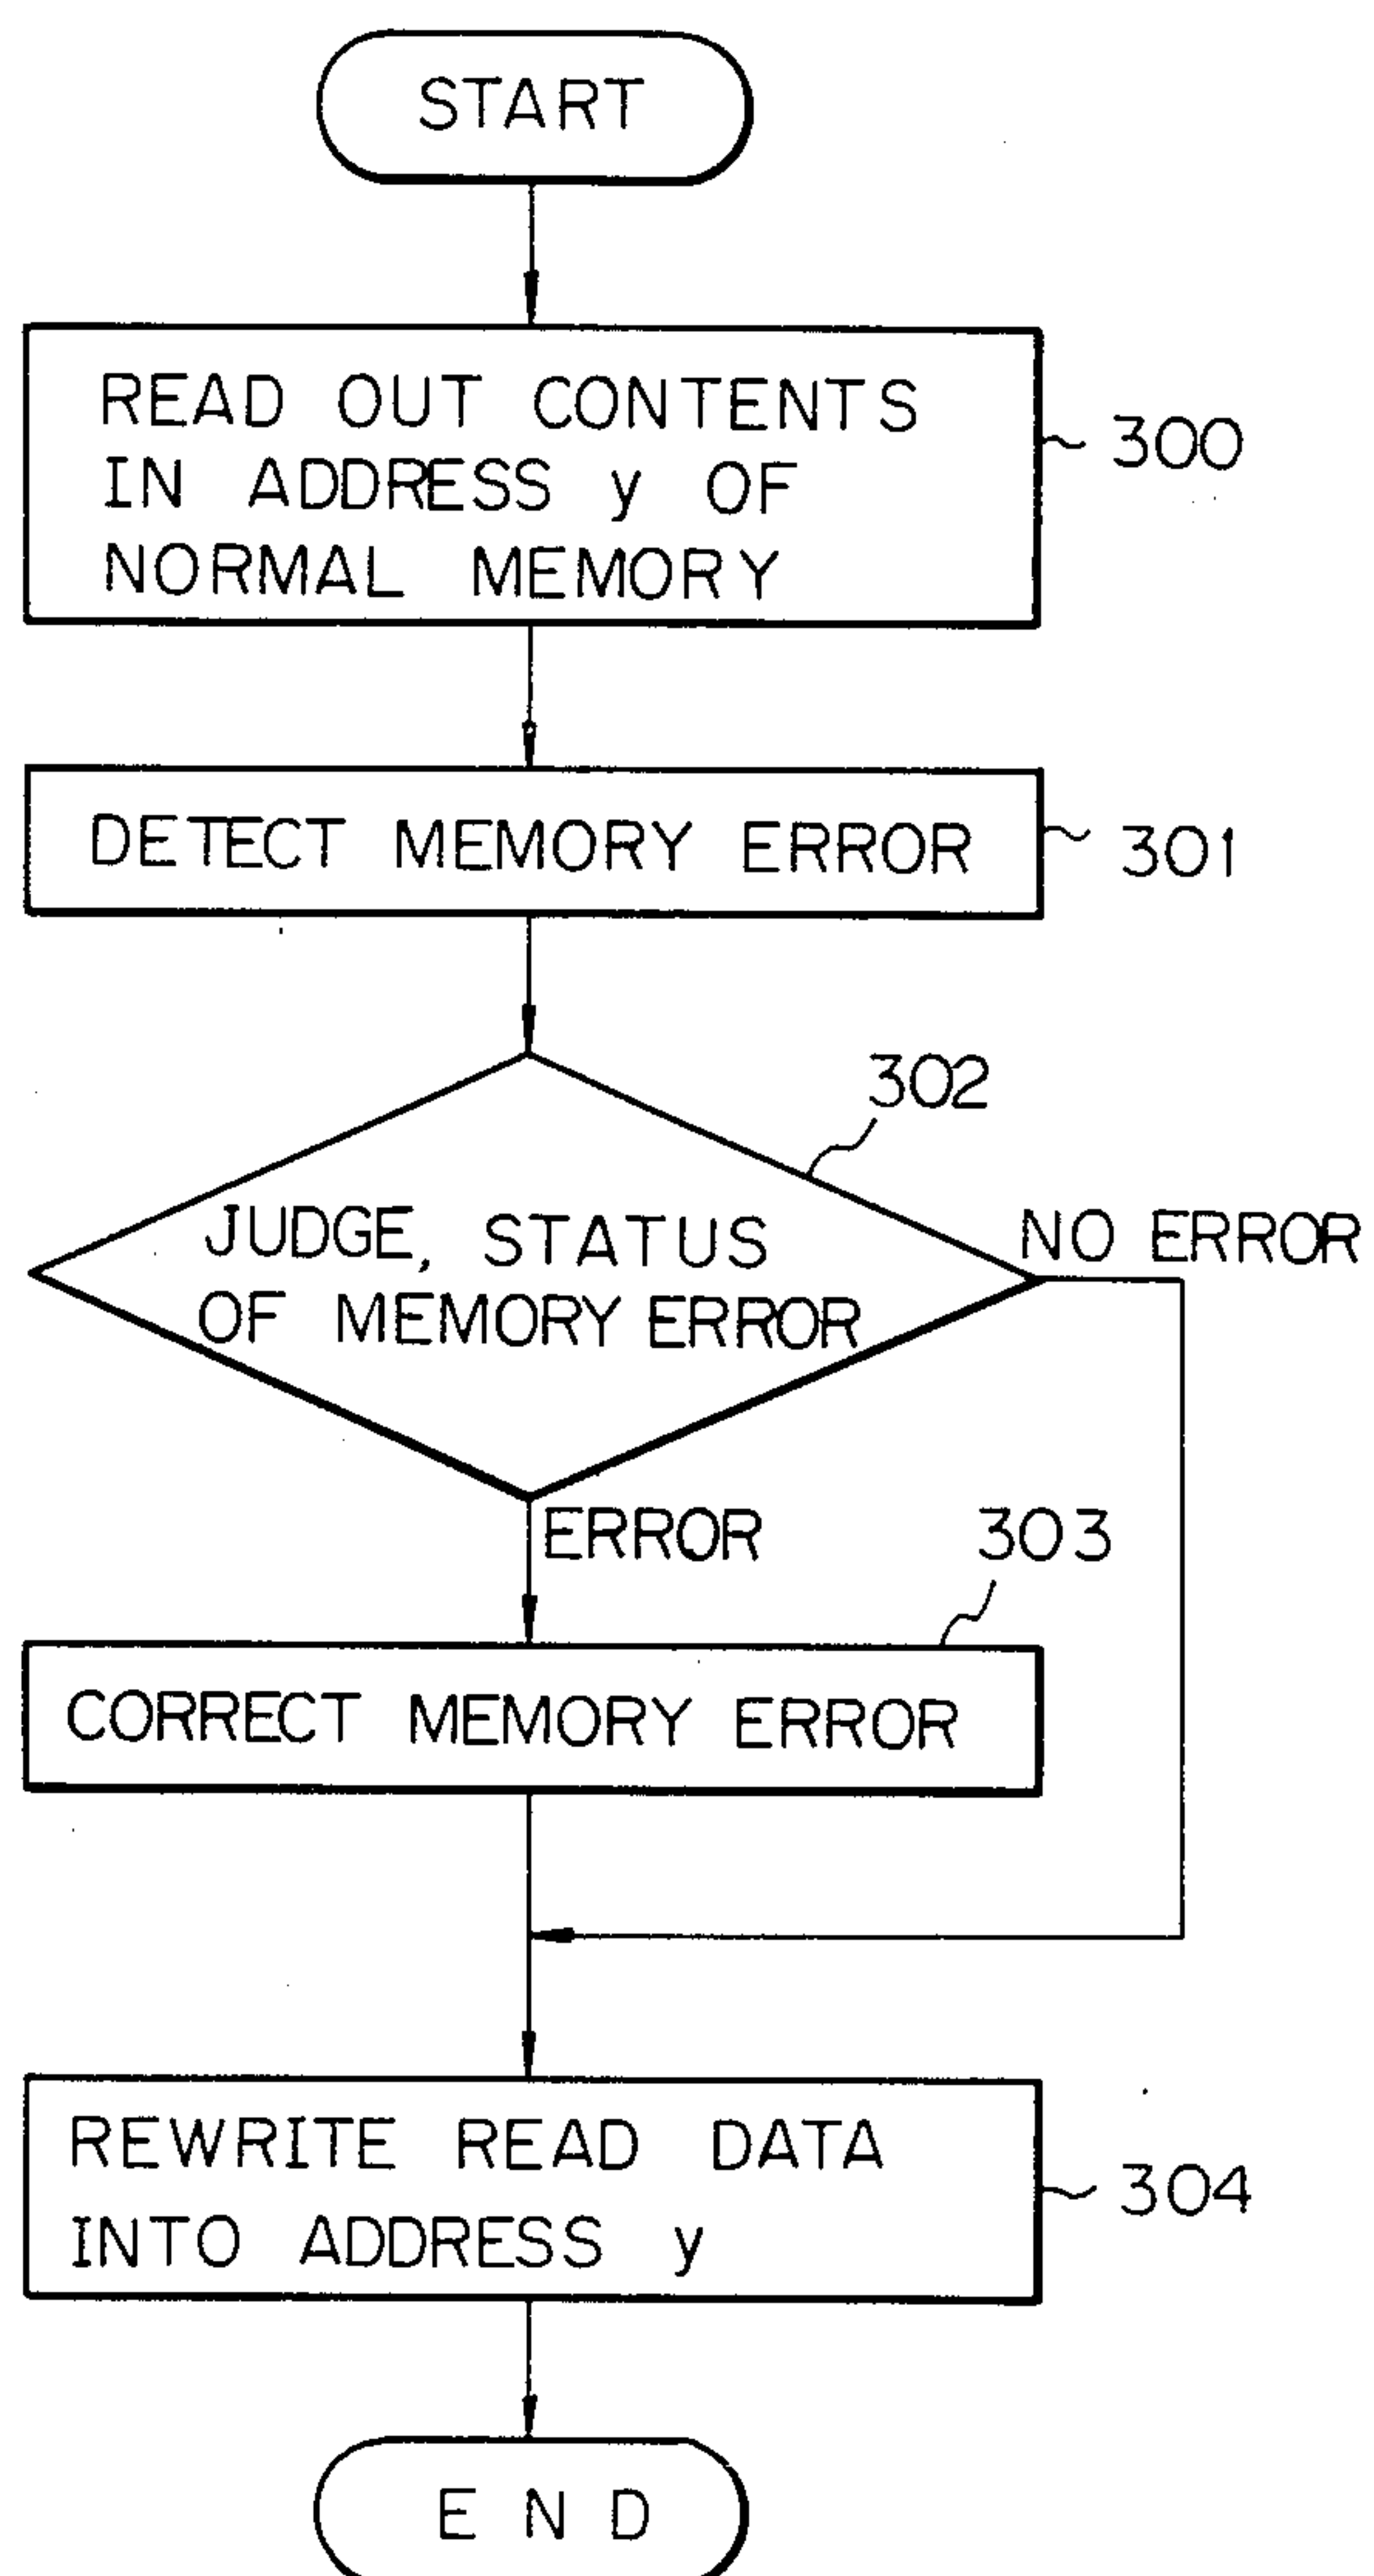 START
READ OUT CONTENTS
IN ADDRESS y OF
NORMAL MEMORY
300
DETECT MEMORY ERROR
301
302
JUDGE, STATUS
OF MEMORY ERROR
NO ERROR
ERROR
303
CORRECT MEMORY ERROR
REWRITE READ DATA
INTO ADDRESS y
304
END